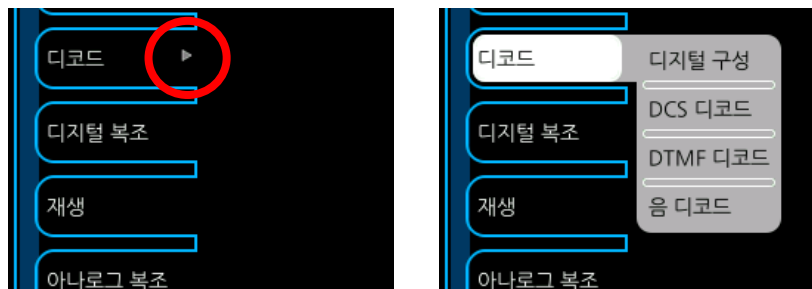 디코드
디지털 복조
재생
아나로그 복조
디코드
디지털 복조
재생
아나로그 복조
디지털 구성
DCS 디코드
DTMF 디코드
음 디코드